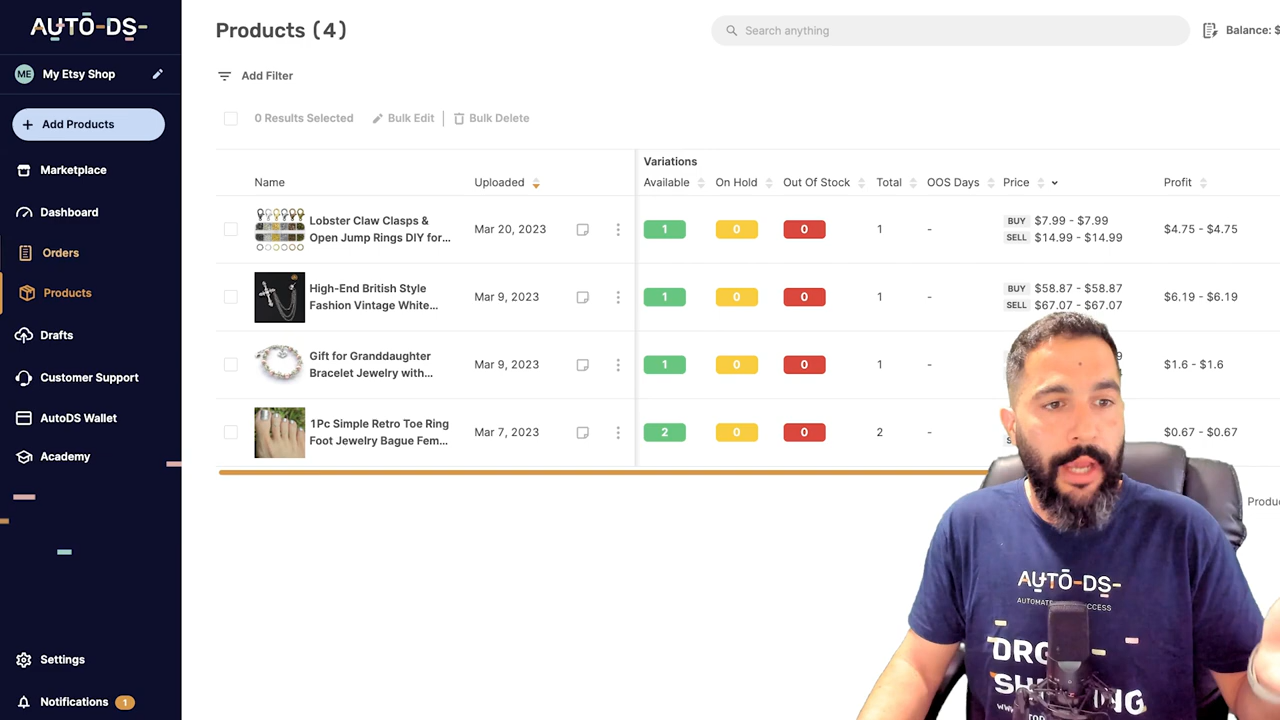 AUTO-DS
Products (4)
Search anything
Balance: $
ME My Etsy Shop
Add Filter
+ Add Products
0 Results Selected
Bulk Edit
Bulk Delete
Marketplace
Dashboard
Orders
Products
Drafts
Customer Support
AutoDS Wallet
Academy
Settings
Notifications 1
Variations
Name Uploaded Available On Hold Out Of Stock Total OOS Days Price Profit
Lobster Claw Clasps &
Open Jump Rings DIY for...
Mar 20, 2023 1 0 0 1 -
BUY $7.99 - $7.99
SELL $14.99 - $14.99
$4.75 - $4.75
High-End British Style
Fashion Vintage White...
Mar 9, 2023 1 0 0 1 -
BUY $58.87 - $58.87
SELL $67.07 - $67.07
$6.19 - $6.19
Gift for Granddaughter
Bracelet Jewelry with...
Mar 9, 2023 1 0 0 1 -
$1.6 - $1.6
1Pc Simple Retro Toe Ring
Foot Jewelry Bague Fem...
Mar 7, 2023 2 0 0 2 -
$0.67 - $0.67
AUTO-DS